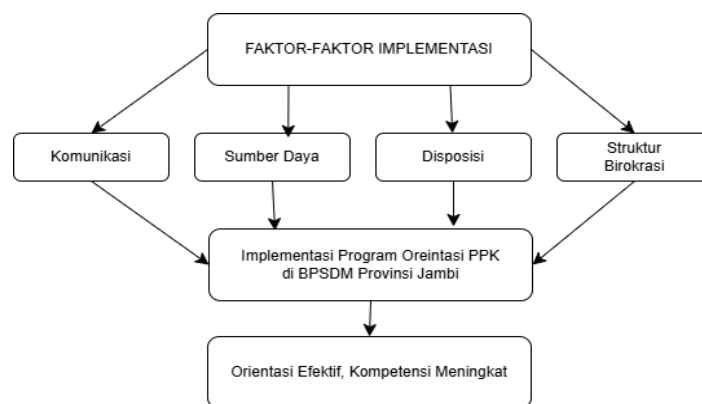 FAKTOR-FAKTOR IMPLEMENTASI
Komunikasi
Sumber Daya
Disposisi
Struktur
Birokrasi
Implementasi Program Oreintasi PPK
di BPSDM Provinsi Jambi
Orientasi Efektif, Kompetensi Meningkat